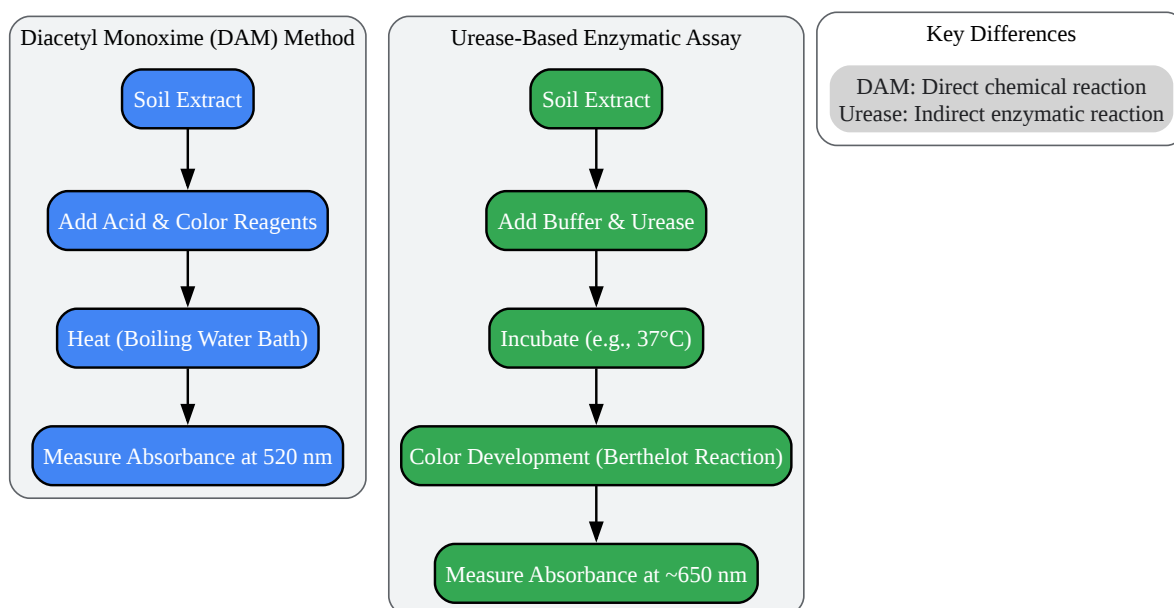 Diacetyl Monoxime (DAM) Method
Soil Extract
Add Acid & Color Reagents
Heat (Boiling Water Bath)
Measure Absorbance at 520 nm
Urease-Based Enzymatic Assay
Soil Extract
Add Buffer & Urease
Incubate (e.g., 37°C)
Color Development (Berthelot Reaction)
Measure Absorbance at ~650 nm
Key Differences
DAM: Direct chemical reaction
Urease: Indirect enzymatic reaction